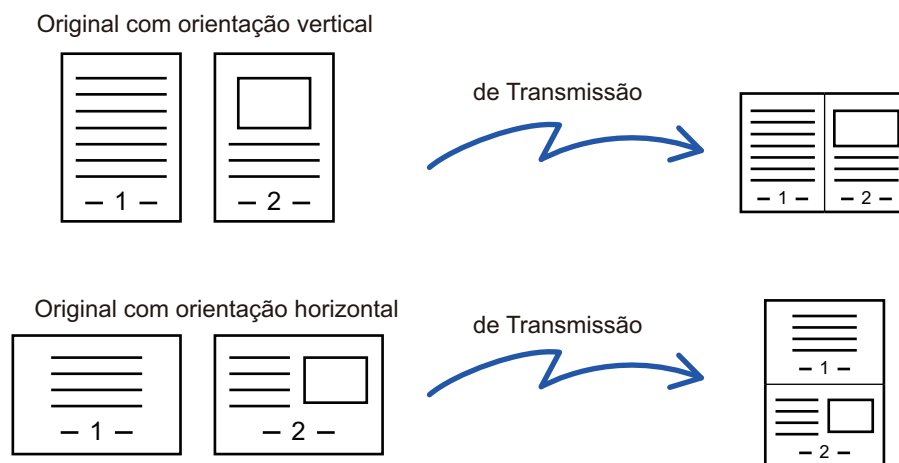 Original com orientação vertical
de Transmissão
– 1 –
– 2 –
– 1 –
– 2 –
Original com orientação horizontal
de Transmissão
– 1 –
– 2 –
– 1 –
– 2 –